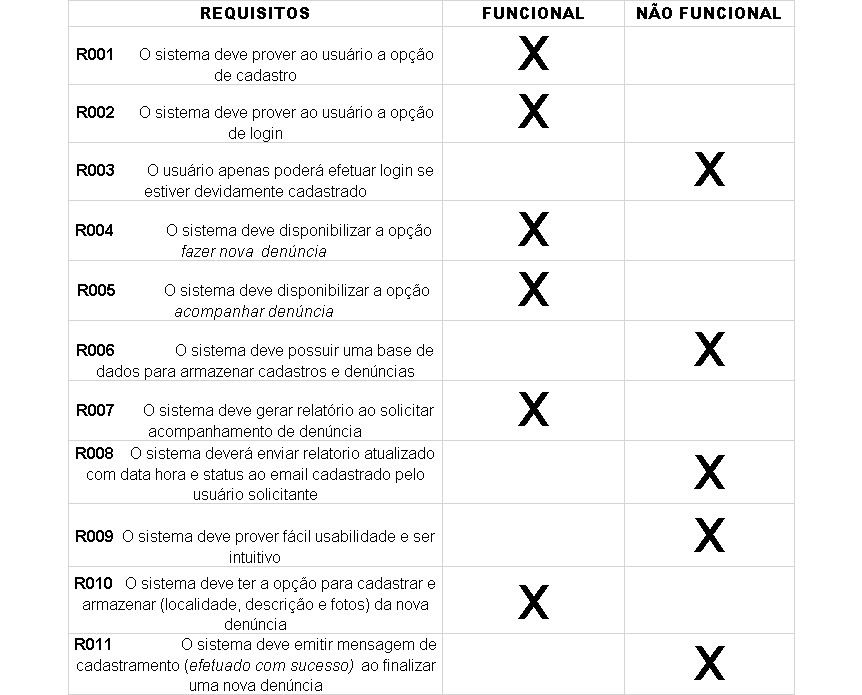 REQUISITOS FUNCIONAL NÃO FUNCIONAL
R001 O sistema deve prover ao usuário a opção X
de cadastro
R002 O sistema deve prover ao usuário a opção X
de login
R003 O usuário apenas poderá efetuar login se X
estiver devidamente cadastrado
R004 O sistema deve disponibilizar a opção X
fazer nova denúncia
R005 O sistema deve disponibilizar a opção X
acompanhar denúncia
R006 O sistema deve possuir uma base de X
dados para armazenar cadastros e denúncias
R007 O sistema deve gerar relatório ao solicitar X
acompanhamento de denúncia
R008 O sistema deverá enviar relatorio atualizado
com data hora e status ao email cadastrado pelo X
usuário solicitante
R009 O sistema deve prover fácil usabilidade e ser X
intuitivo
R010 O sistema deve ter a opção para cadastrar e
armazenar (localidade, descrição e fotos) da nova X
denúncia
R011 O sistema deve emitir mensagem de
cadastramento (efetuado com sucesso) ao finalizar X
uma nova denúncia